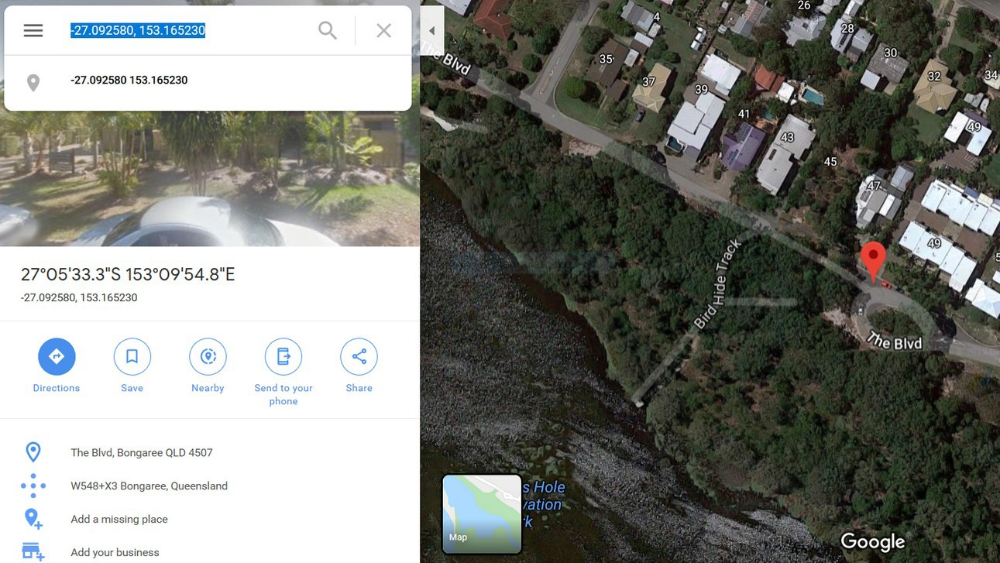 -27.092580, 153.165230
-27.092580 153.165230
27°05'33.3"S 153°09'54.8"E
-27.092580, 153.165230
Directions
Save
Nearby
Send to your
phone
Share
The Blvd, Bongaree QLD 4507
W548+X3 Bongaree, Queensland
Add a missing place
Add your business
The Blvd
4
26
28
30
32
34
35
37
39
41
43
45
47
49
49
Bird Hide Track
The Blvd
s Hole
vation
k
Map
Google